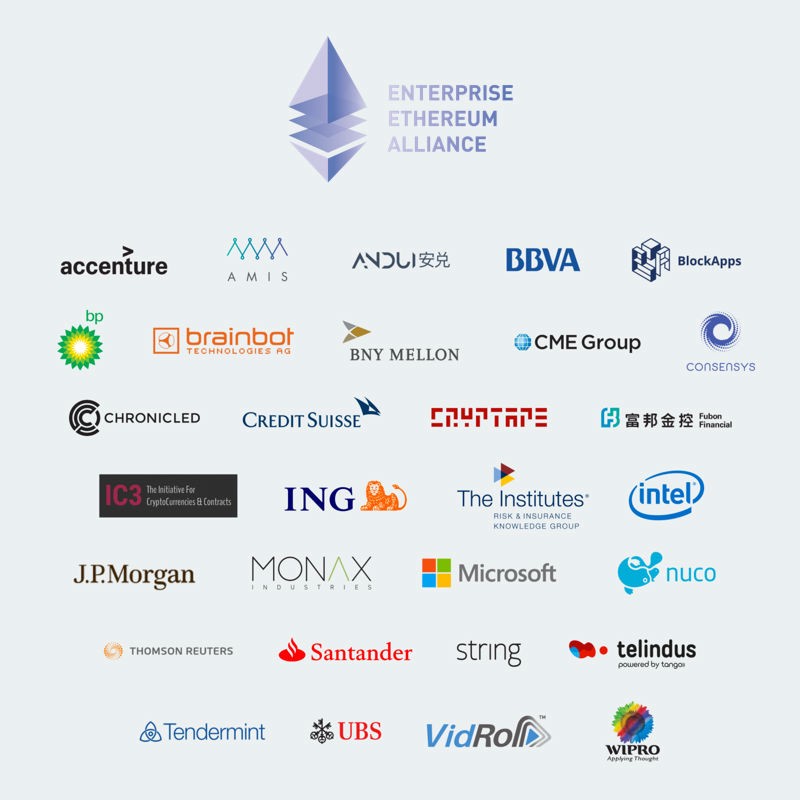 ENTERPRISE
ETHEREUM
ALLIANCE
accenture
AMIS
ANDUI安兑
BBVA
BlockApps
bp
brainbot
TECHNOLOGIES AG
BNY MELLON
CME Group
CONSENSYS
CHRONICLED
CREDIT SUISSE
CRYPTAPE
富邦金控 Fubon
Financial
IC3 The Initiative For
CryptoCurrencies & Contracts
ING
The Institutes®
RISK & INSURANCE
KNOWLEDGE GROUP
intel®
J.P.Morgan
MONAX
INDUSTRIES
Microsoft
nuco
THOMSON REUTERS
Santander
string
telindus
powered by tango
Tendermint
UBS
VidRoll™
WIPRO
Applying Thought